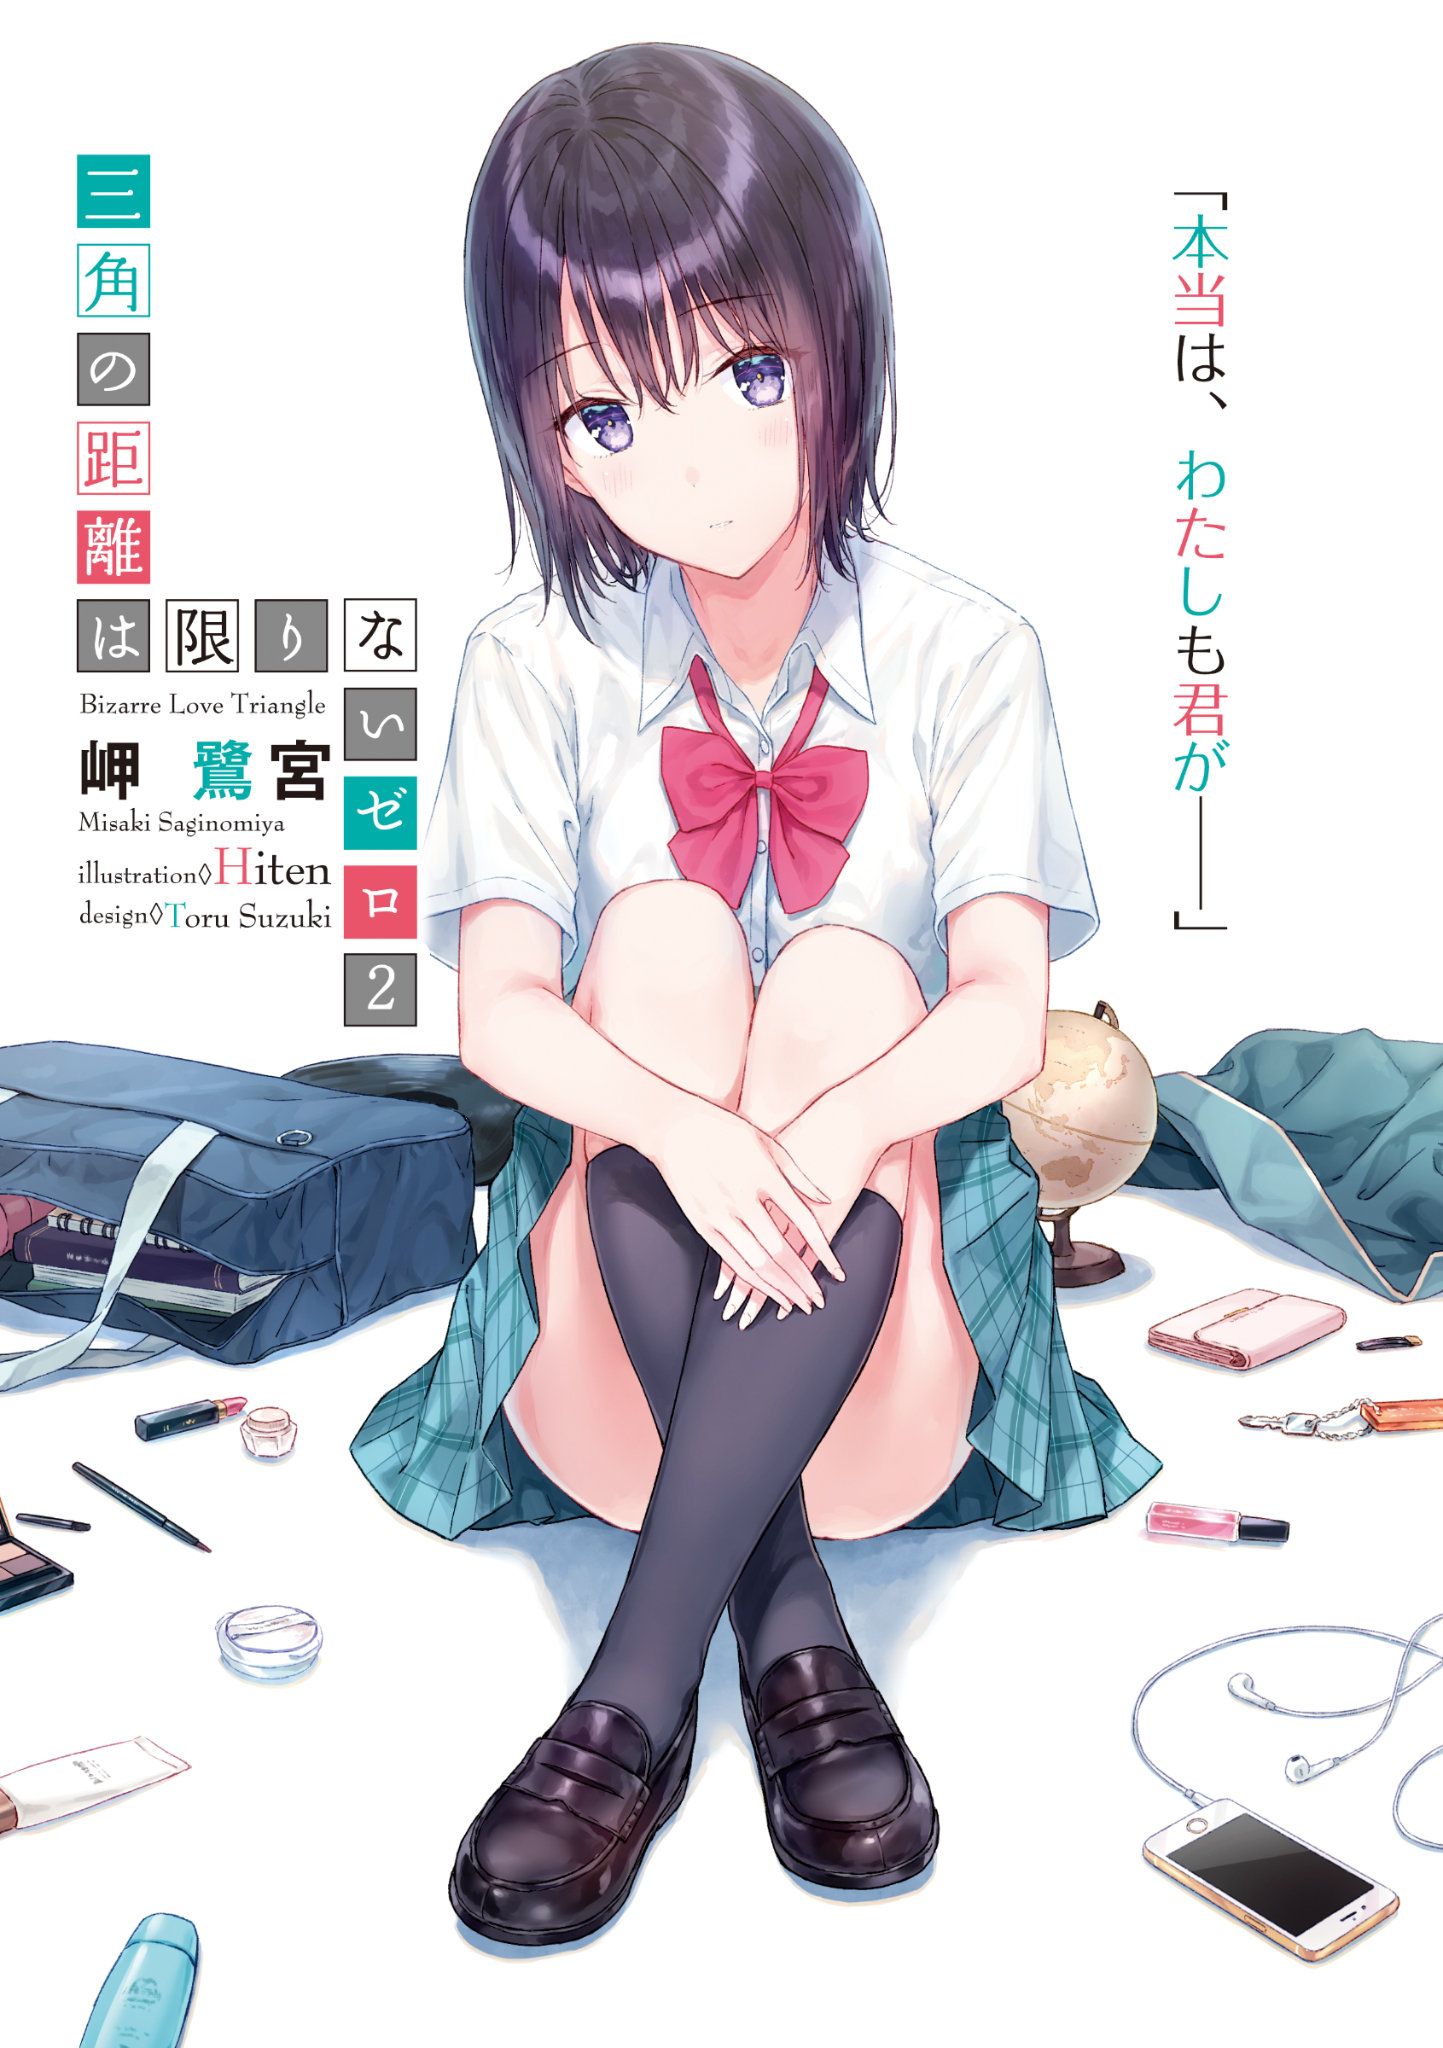 三角の距離は限りないゼロ2
Bizarre Love Triangle
岬 鷺宮
Misaki Saginomiya
illustration◊Hiten
design◊Toru Suzuki
「本当は、わたしも君が——」